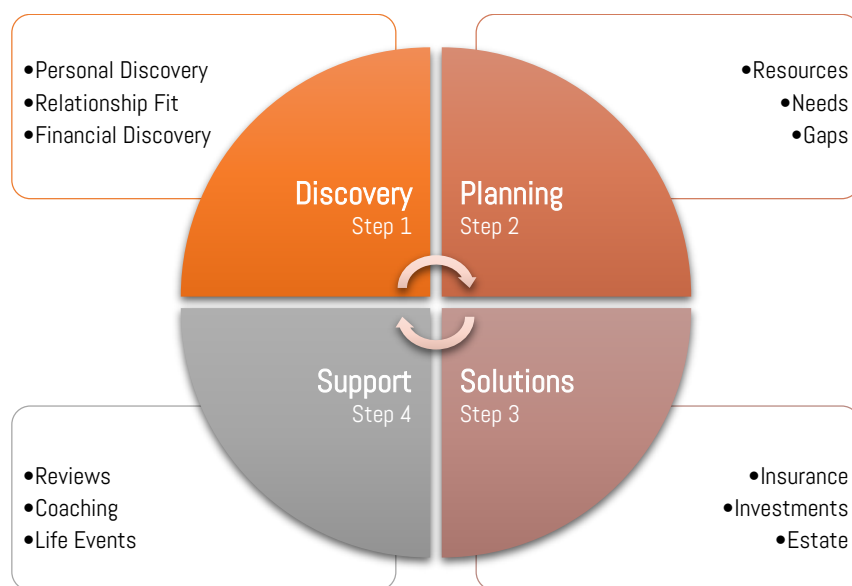 •Personal Discovery
•Relationship Fit
•Financial Discovery
•Resources
•Needs
•Gaps
Discovery
Step 1
Planning
Step 2
Support
Step 4
Solutions
Step 3
•Reviews
•Coaching
•Life Events
•Insurance
•Investments
•Estate